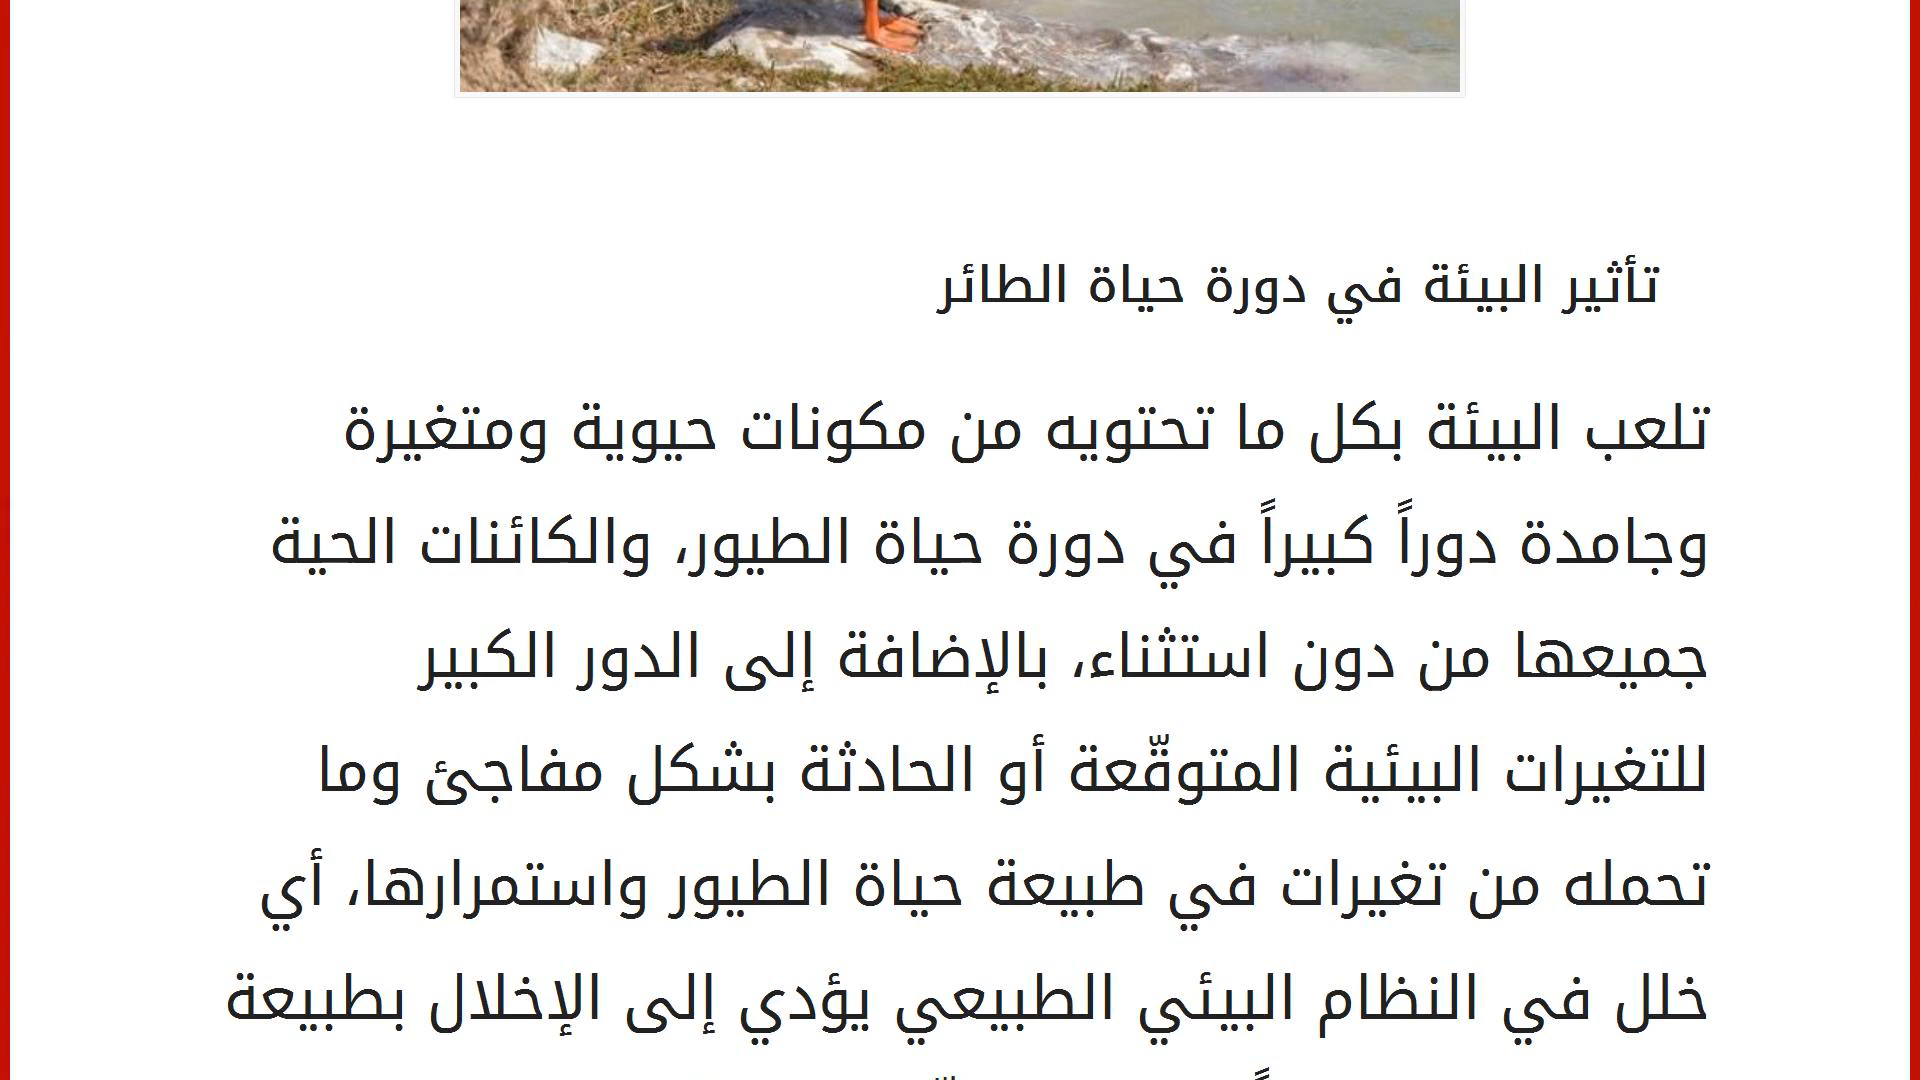 تأثير البيئة في دورة حياة الطائر
تلعب البيئة بكل ما تحتويه من مكونات حيوية ومتغيرة
وجامدة دوراً كبيراً في دورة حياة الطيور، والكائنات الحية
جميعها من دون استثناء، بالإضافة إلى الدور الكبير
للتغيرات البيئية المتوقّعة أو الحادثة بشكل مفاجئ وما
تحمله من تغيرات في طبيعة حياة الطيور واستمرارها، أي
خلل في النظام البيئي الطبيعي يؤدي إلى الإخلال بطبيعة